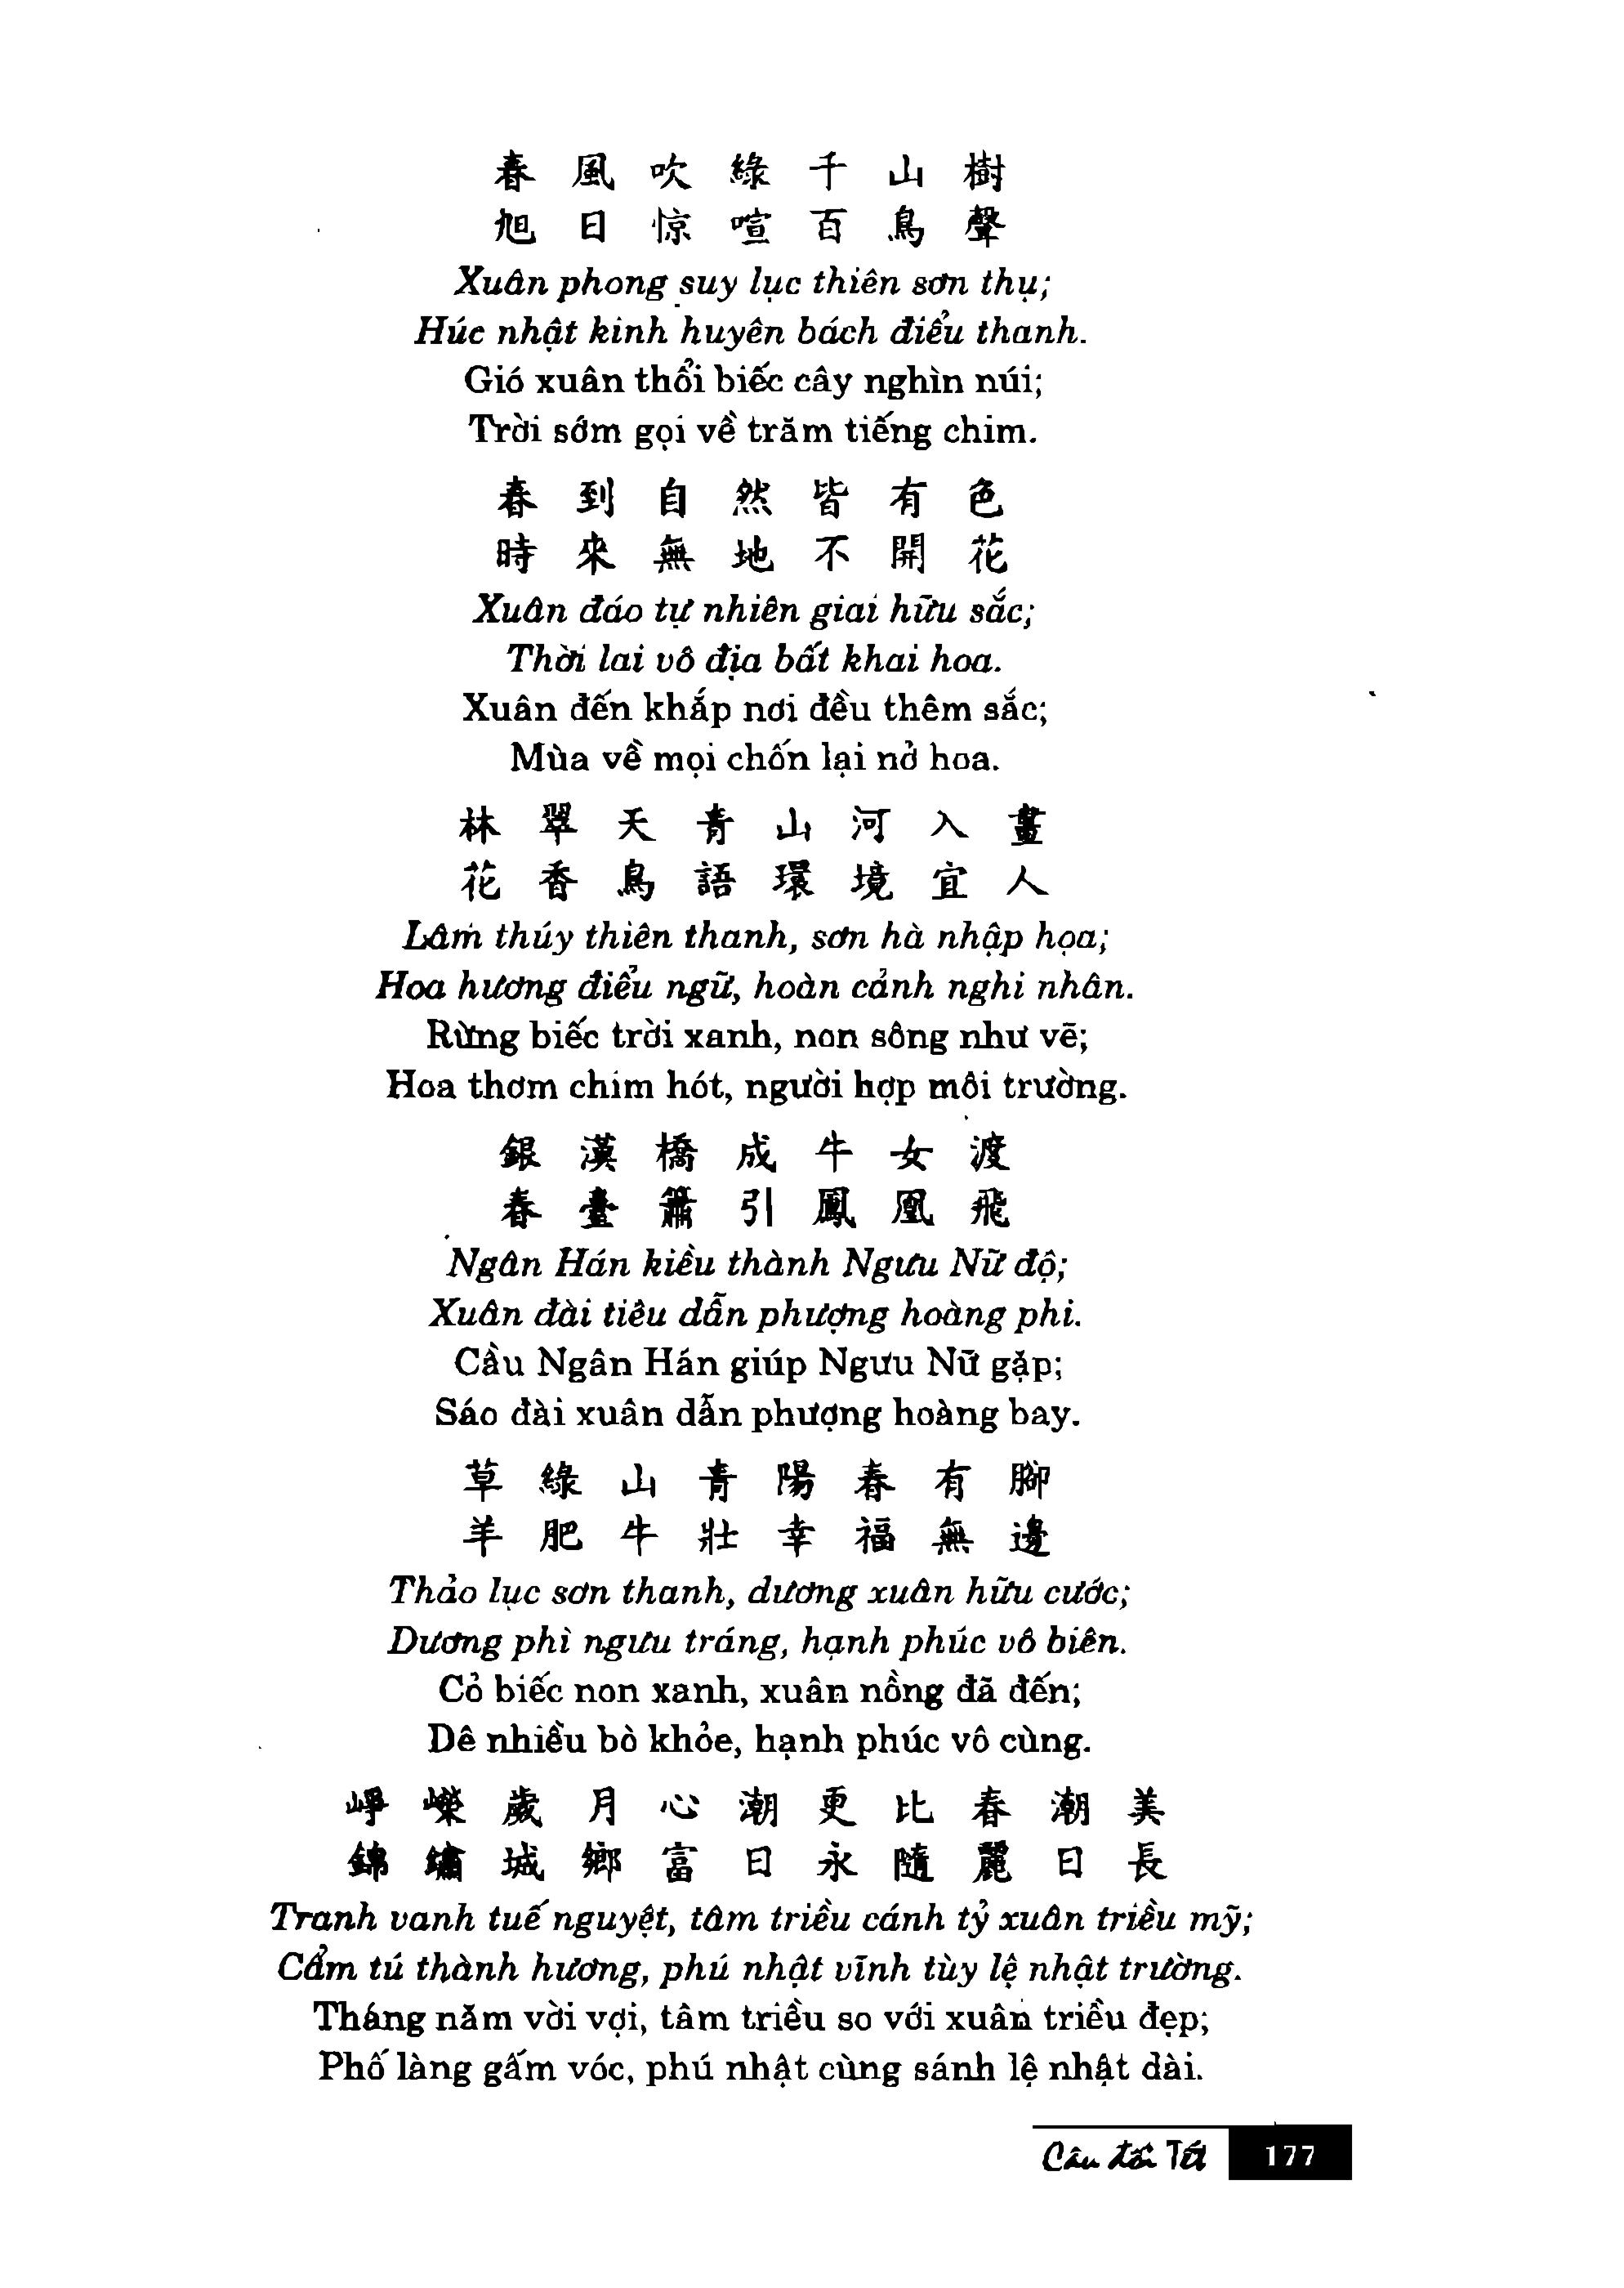 春風吹綠千山樹
旭日惊喧百鳥聲
Xuân phong suy lục thiên sơn thụ;
Húc nhật kinh huyên bách điểu thanh.
Gió xuân thổi biếc cây nghìn núi;
Trời sớm gọi về trăm tiếng chim.
春到自然皆有色
時來無地不開花
Xuân đáo tự nhiên giai hữu sắc;
Thời lai vô địa bất khai hoa.
Xuân đến khắp nơi đều thêm sắc;
Mùa về mọi chốn lại nở hoa.
林翠天青山河入畫
花香鳥語環境宜人
Lâm thúy thiên thanh, sơn hà nhập họa;
Hoa hương điểu ngữ, hoàn cảnh nghi nhân.
Rừng biếc trời xanh, non sông như vẽ;
Hoa thơm chim hót, người hợp môi trường.
銀漢橋成牛女渡
春臺簫引鳳凰飛
Ngân Hán kiều thành Ngưu Nữ độ;
Xuân đài tiêu dẫn phượng hoàng phi.
Cầu Ngân Hán giúp Ngưu Nữ gặp;
Sáo đài xuân dẫn phượng hoàng bay.
草綠山青陽春有腳
羊肥牛壯幸福無邊
Thảo lục sơn thanh, dương xuân hữu cước;
Dương phì ngưu tráng, hạnh phúc vô biên.
Cỏ biếc non xanh, xuân nồng đã đến;
Dê nhiều bò khỏe, hạnh phúc vô cùng.
崢嶸歲月心潮更比春潮美
錦繡城鄉富日永隨麗日長
Tranh vanh tuế nguyệt, tâm triều cánh tỷ xuân triều mỹ;
Cẩm tú thành hương, phú nhật vĩnh tùy lệ nhật trường.
Tháng năm vời vợi, tâm triều so với xuân triều đẹp;
Phố làng gấm vóc, phú nhật cùng sánh lệ nhật dài.
Câu đối Tết 177